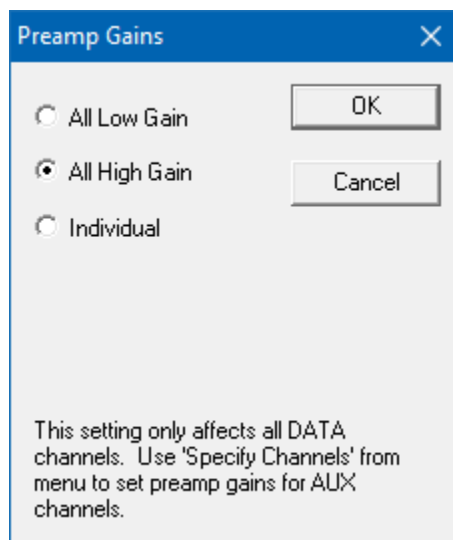 Preamp Gains
All Low Gain
OK
All High Gain
Cancel
Individual
This setting only affects all DATA
channels.  Use 'Specify Channels' from
menu to set preamp gains for AUX
channels.